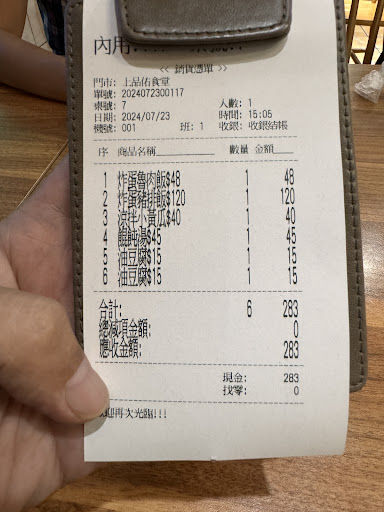 內用
<< 銷貨憑單 >>
門市: 上品佑食堂
單號: 2024072300117
桌號: 7 人數: 1
日期: 2024/07/23 時間: 15:05
機號: 001 班: 1 收銀: 收銀結帳
序 商品名稱 數量 金額
1 炸蛋魯肉飯$48 1 48
2 炸蛋豬排飯$120 1 120
3 涼拌小黃瓜$40 1 40
4 餛飩湯$45 1 45
5 油豆腐$15 1 15
6 油豆腐$15 1 15
合計: 6 283
總減項金額: 0
應收金額: 283
現金: 283
找零: 0
迎再次光臨!!!